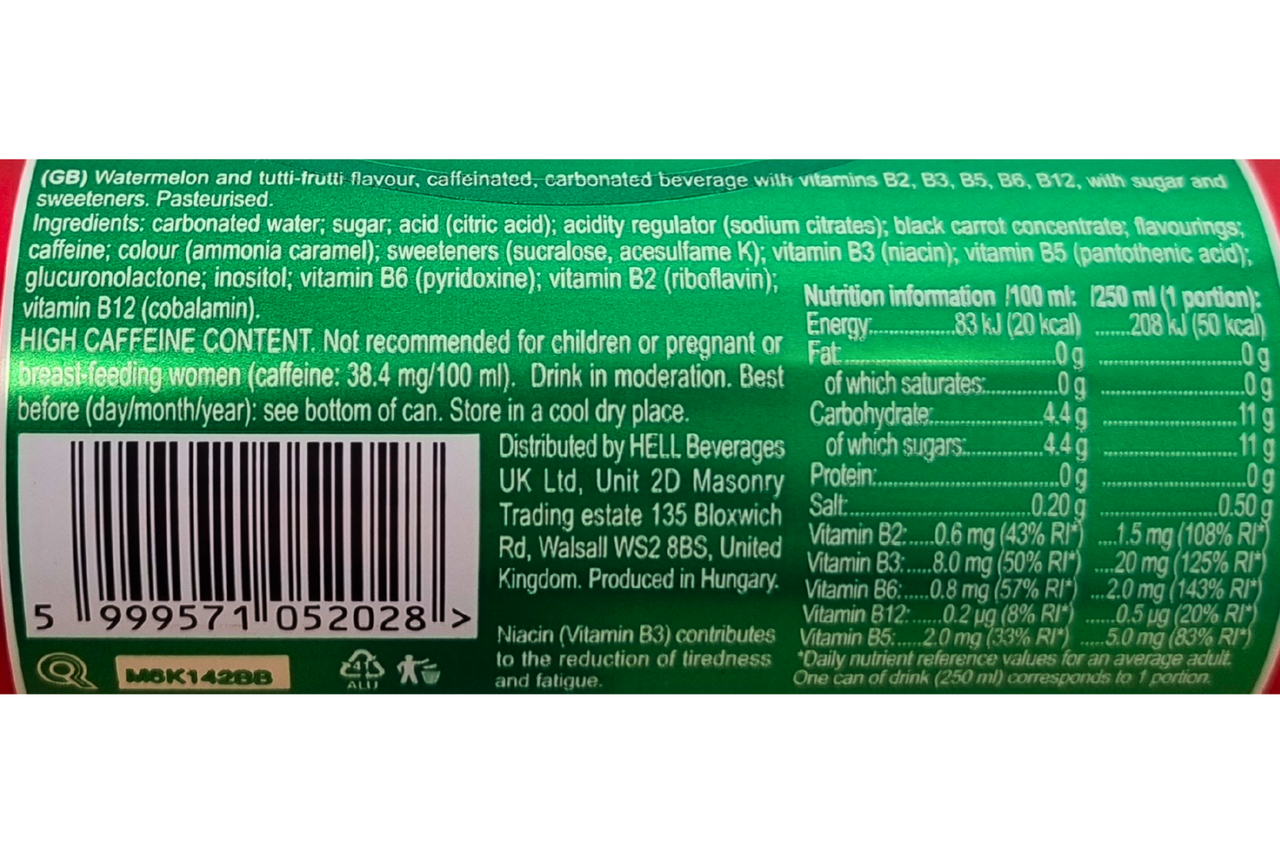 (GB) Watermelon and tutti-frutti flavour, caffeinated, carbonated beverage with vitamins B2, B3, B5, B6, B12, with sugar and
sweeteners. Pasteurised.
Ingredients: carbonated water; sugar; acid (citric acid); acidity regulator (sodium citrates); black carrot concentrate; flavourings;
caffeine; colour (ammonia caramel); sweeteners (sucralose, acesulfame K); vitamin B3 (niacin); vitamin B5 (pantothenic acid);
glucuronolactone; inositol; vitamin B6 (pyridoxine); vitamin B2 (riboflavin);
vitamin B12 (cobalamin).
HIGH CAFFEINE CONTENT. Not recommended for children or pregnant or
breast-feeding women (caffeine: 38.4 mg/100 ml). Drink in moderation. Best
before (day/month/year): see bottom of can. Store in a cool dry place.
Distributed by HELL Beverages
UK Ltd, Unit 2D Masonry
Trading estate 135 Bloxwich
Rd, Walsall WS2 8BS, United
Kingdom. Produced in Hungary.
Niacin (Vitamin B3) contributes
to the reduction of tiredness
and fatigue.
5 999571 052028 >
M6K142BB
41
ALU
Nutrition information /100 ml: /250 ml (1 portion):
Energy:..............83 kJ (20 kcal) ......208 kJ (50 kcal)
Fat:.....................................0 g .........................0 g
of which saturates:.............0 g .........................0 g
Carbohydrate:....................4.4 g ........................11 g
of which sugars:..............4.4 g ........................11 g
Protein:................................0 g .........................0 g
Salt:..................................0.20 g .....................0.50 g
Vitamin B2:.....0.6 mg (43% RI*) ....1.5 mg (108% RI*)
Vitamin B3:.....8.0 mg (50% RI*) ....20 mg (125% RI*)
Vitamin B6:.....0.8 mg (57% RI*) ...2.0 mg (143% RI*)
Vitamin B12:......0.2 µg (8% RI*) ......0.5 µg (20% RI*)
Vitamin B5:.....2.0 mg (33% RI*) .....5.0 mg (83% RI*)
*Daily nutrient reference values for an average adult.
One can of drink (250 ml) corresponds to 1 portion.